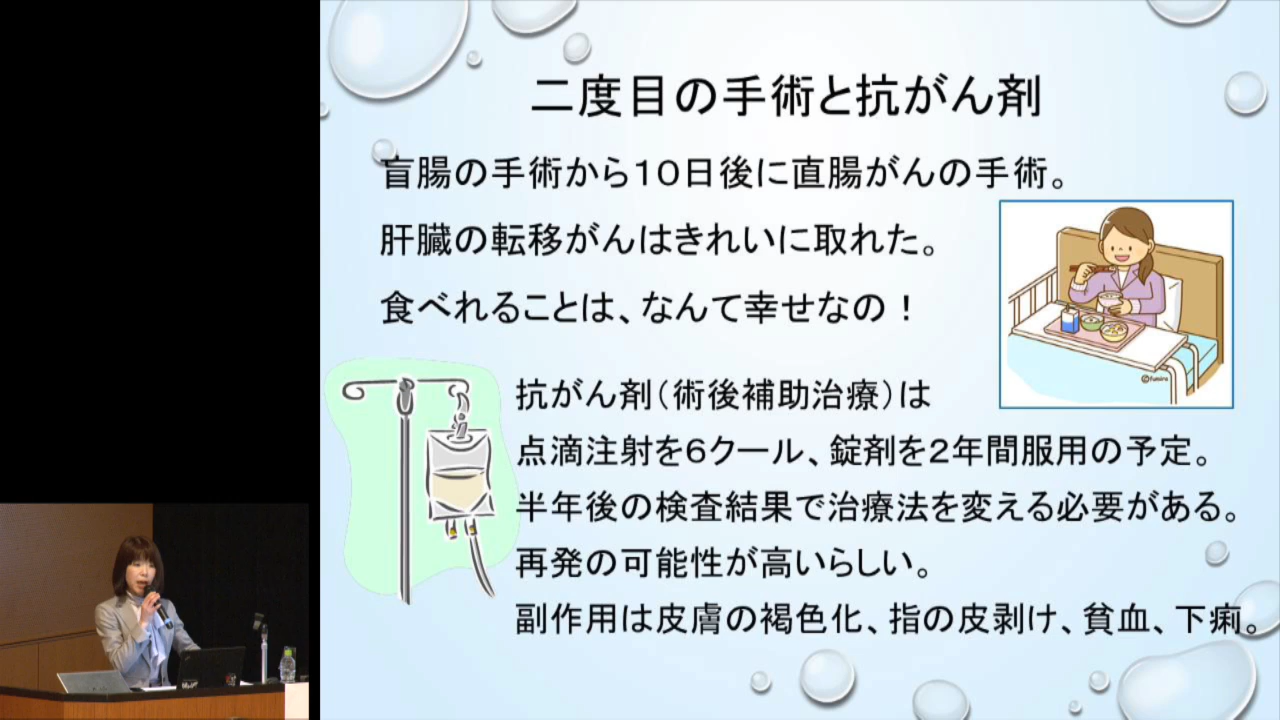 二度目の手術と抗がん剤
盲腸の手術から１０日後に直腸がんの手術。
肝臓の転移がんはきれいに取れた。
食べれることは、なんて幸せなの！
©fumira
抗がん剤（術後補助治療）は
点滴注射を６クール、錠剤を２年間服用の予定。
半年後の検査結果で治療法を変える必要がある。
再発の可能性が高いらしい。
副作用は皮膚の褐色化、指の皮剥け、貧血、下痢。